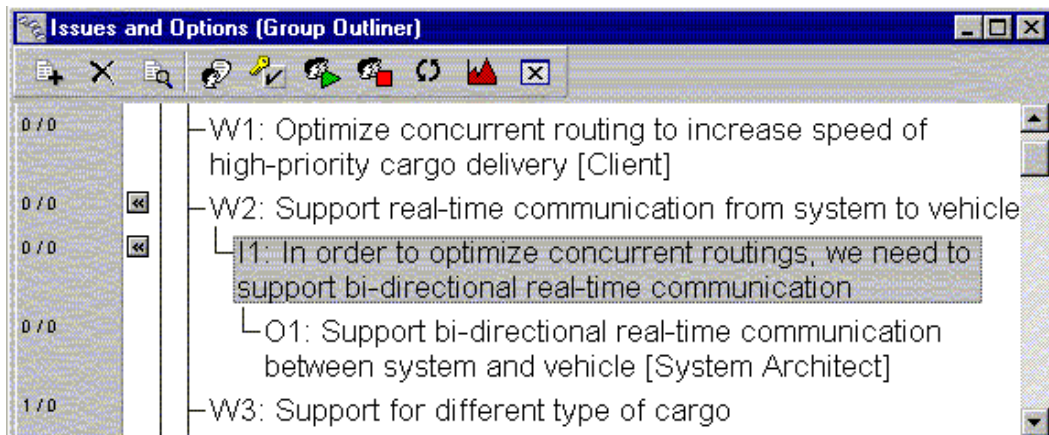 Issues and Options (Group Outliner)
0 / 0
W1: Optimize concurrent routing to increase speed of
high-priority cargo delivery [Client]
0 / 0
W2: Support real-time communication from system to vehicle
0 / 0
I1: In order to optimize concurrent routings, we need to
support bi-directional real-time communication
0 / 0
O1: Support bi-directional real-time communication
between system and vehicle [System Architect]
1 / 0
W3: Support for different type of cargo